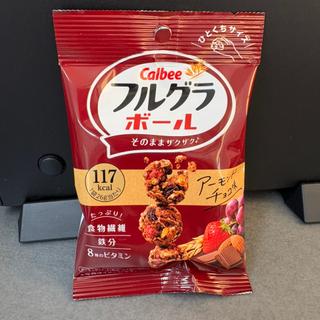 ひとくちサイズ
Calbee
フルグラ
ボール
そのままザクザク♪
117
kcal
アーモンド&
チョコ味
たっぷり!
食物繊維
鉄分
8種のビタミン